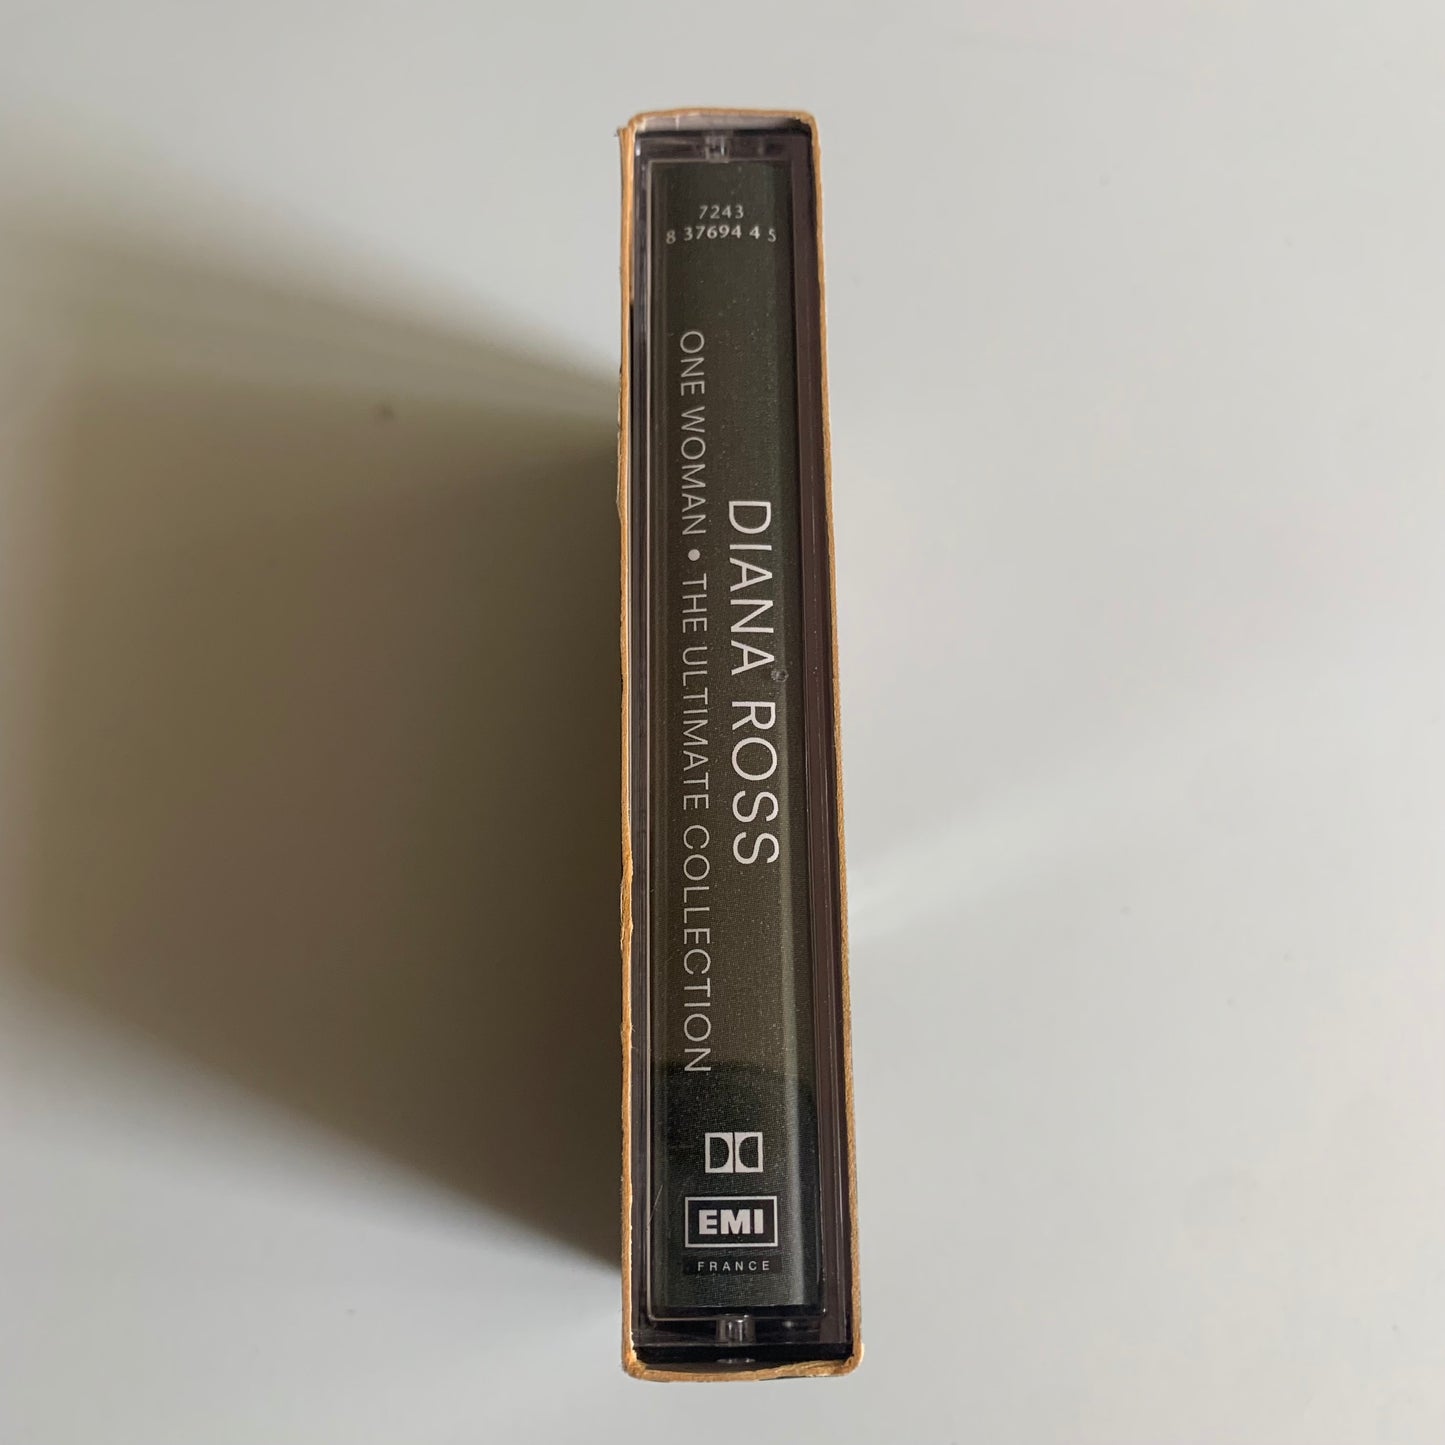 7243
8 37694 4 5
DIANA ROSS
ONE WOMAN • THE ULTIMATE COLLECTION
EMI
FRANCE